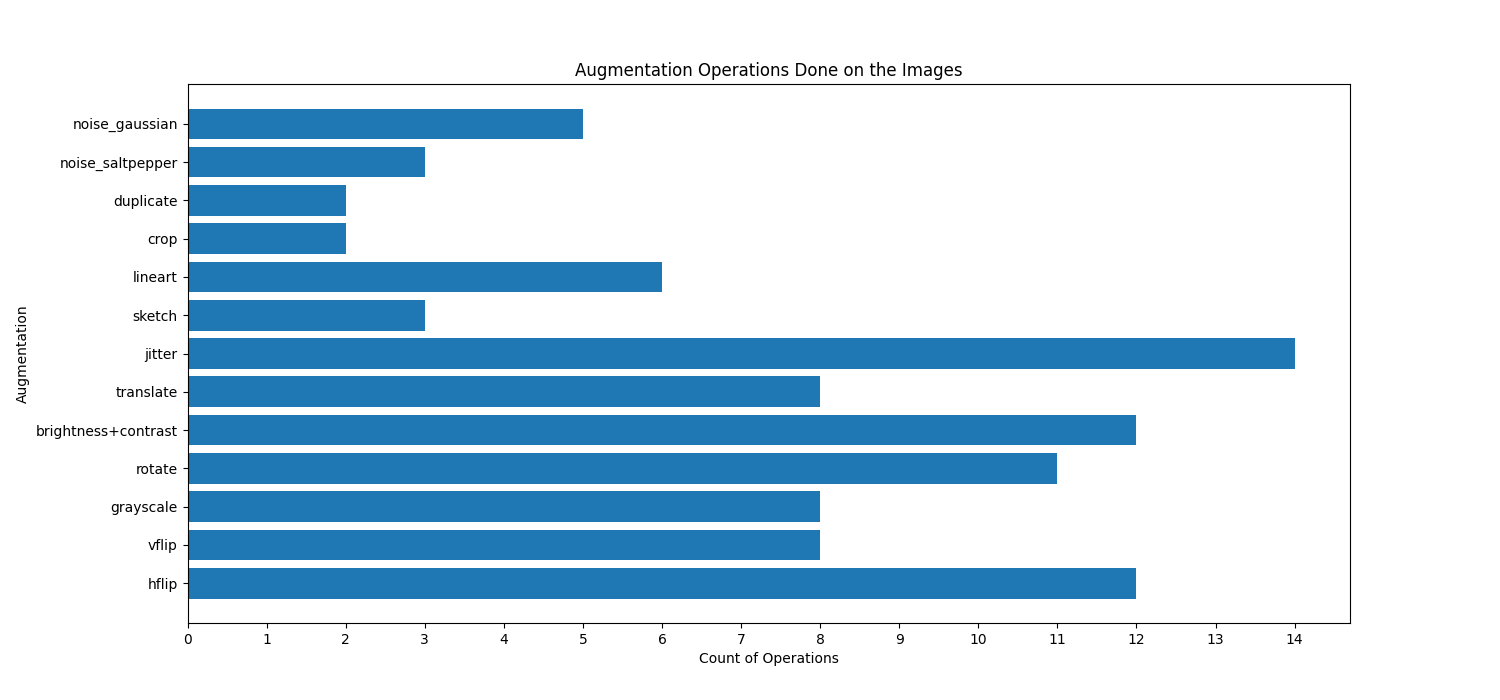 Augmentation Operations Done on the Images
Augmentation
noise_gaussian
noise_saltpepper
duplicate
crop
lineart
sketch
jitter
translate
brightness+contrast
rotate
grayscale
vflip
hflip
0 1 2 3 4 5 6 7 8 9 10 11 12 13 14
Count of Operations